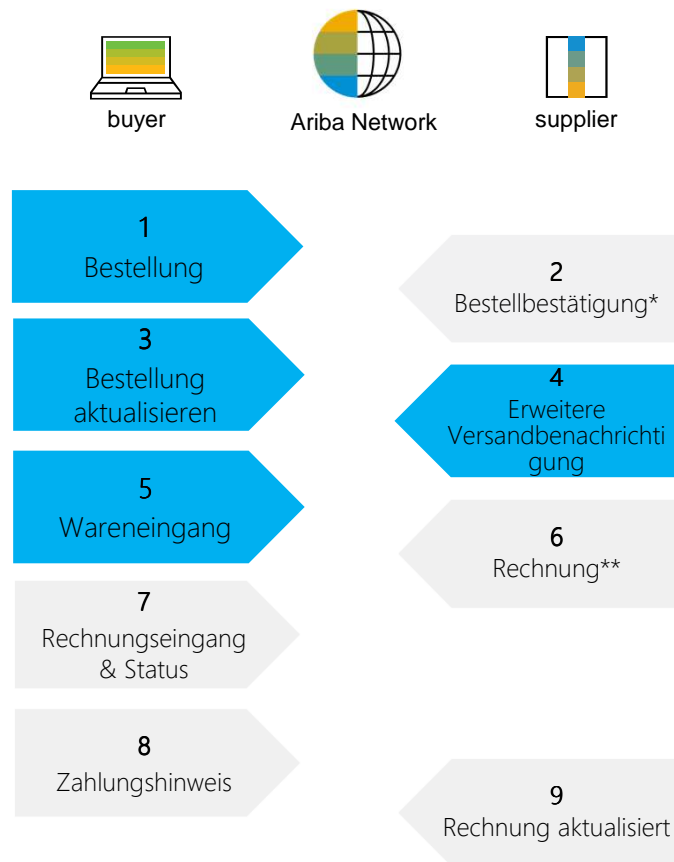 buyer
Ariba Network
supplier
1
Bestellung
2
Bestellbestätigung*
3
Bestellung
aktualisieren
4
Erweitere
Versandbenachrichti
gung
5
Wareneingang
6
Rechnung**
7
Rechnungseingang
& Status
8
Zahlungshinweis
9
Rechnung aktualisiert